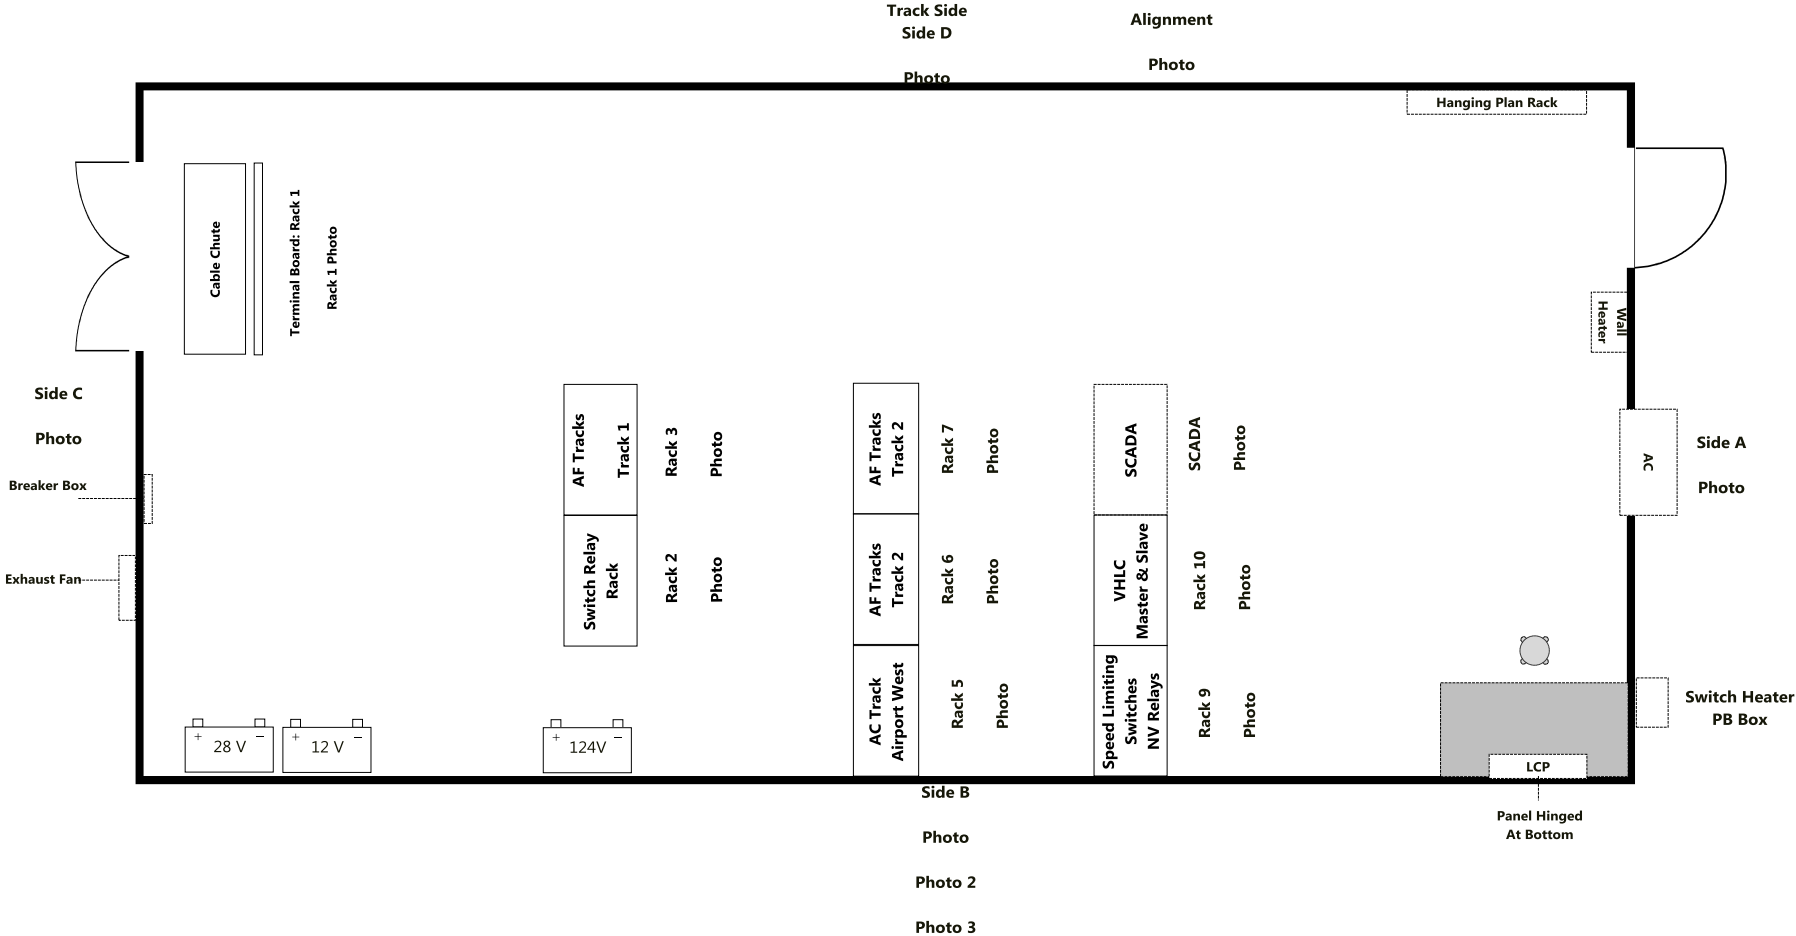 Track Side
Side D
Photo
Alignment
Photo
Hanging Plan Rack
Cable Chute
Terminal Board: Rack 1
Rack 1 Photo
Wall
Heater
Side C
Photo
Breaker Box
Exhaust Fan
AF Tracks
Track 1
Rack 3
Photo
Switch Relay
Rack
Rack 2
Photo
AF Tracks
Track 2
Rack 7
Photo
AF Tracks
Track 2
Rack 6
Photo
AC Track
Airport West
Rack 5
Photo
SCADA
SCADA
Photo
VHLC
Master & Slave
Rack 10
Photo
Speed Limiting
Switches
NV Relays
Rack 9
Photo
AC
Side A
Photo
Switch Heater
PB Box
+ −
28 V
+ −
12 V
+ −
124V
LCP
Panel Hinged
At Bottom
Side B
Photo
Photo 2
Photo 3